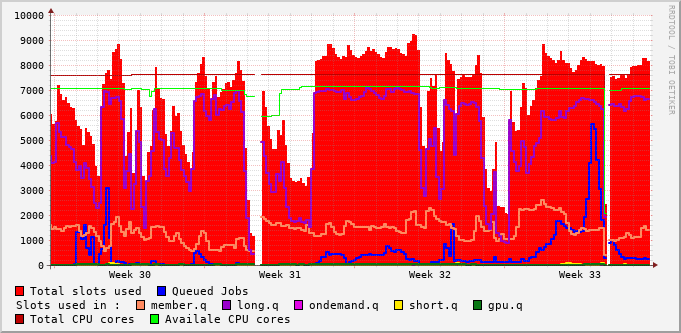 10000
9000
8000
7000
6000
5000
4000
3000
2000
1000
0
Week 30 Week 31 Week 32 Week 33
RRDTOOL / TOBI OETIKER
Total slots used Queued Jobs
Slots used in : member.q long.q ondemand.q short.q gpu.q
Total CPU cores Availale CPU cores